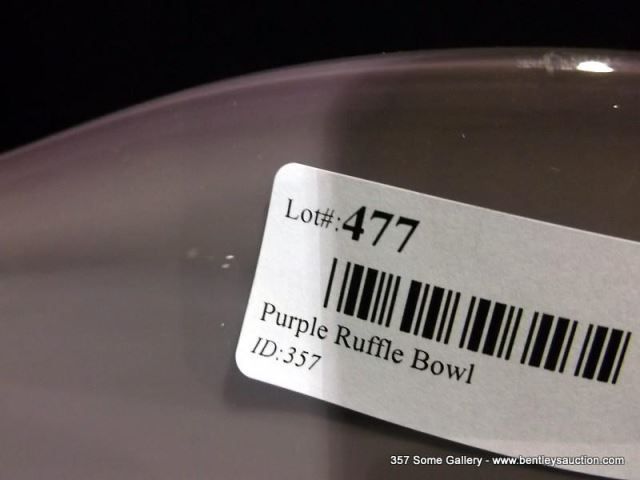 Lot#:477
Purple Ruffle Bowl
ID:357
357 Some Gallery - www.bentleysauction.com